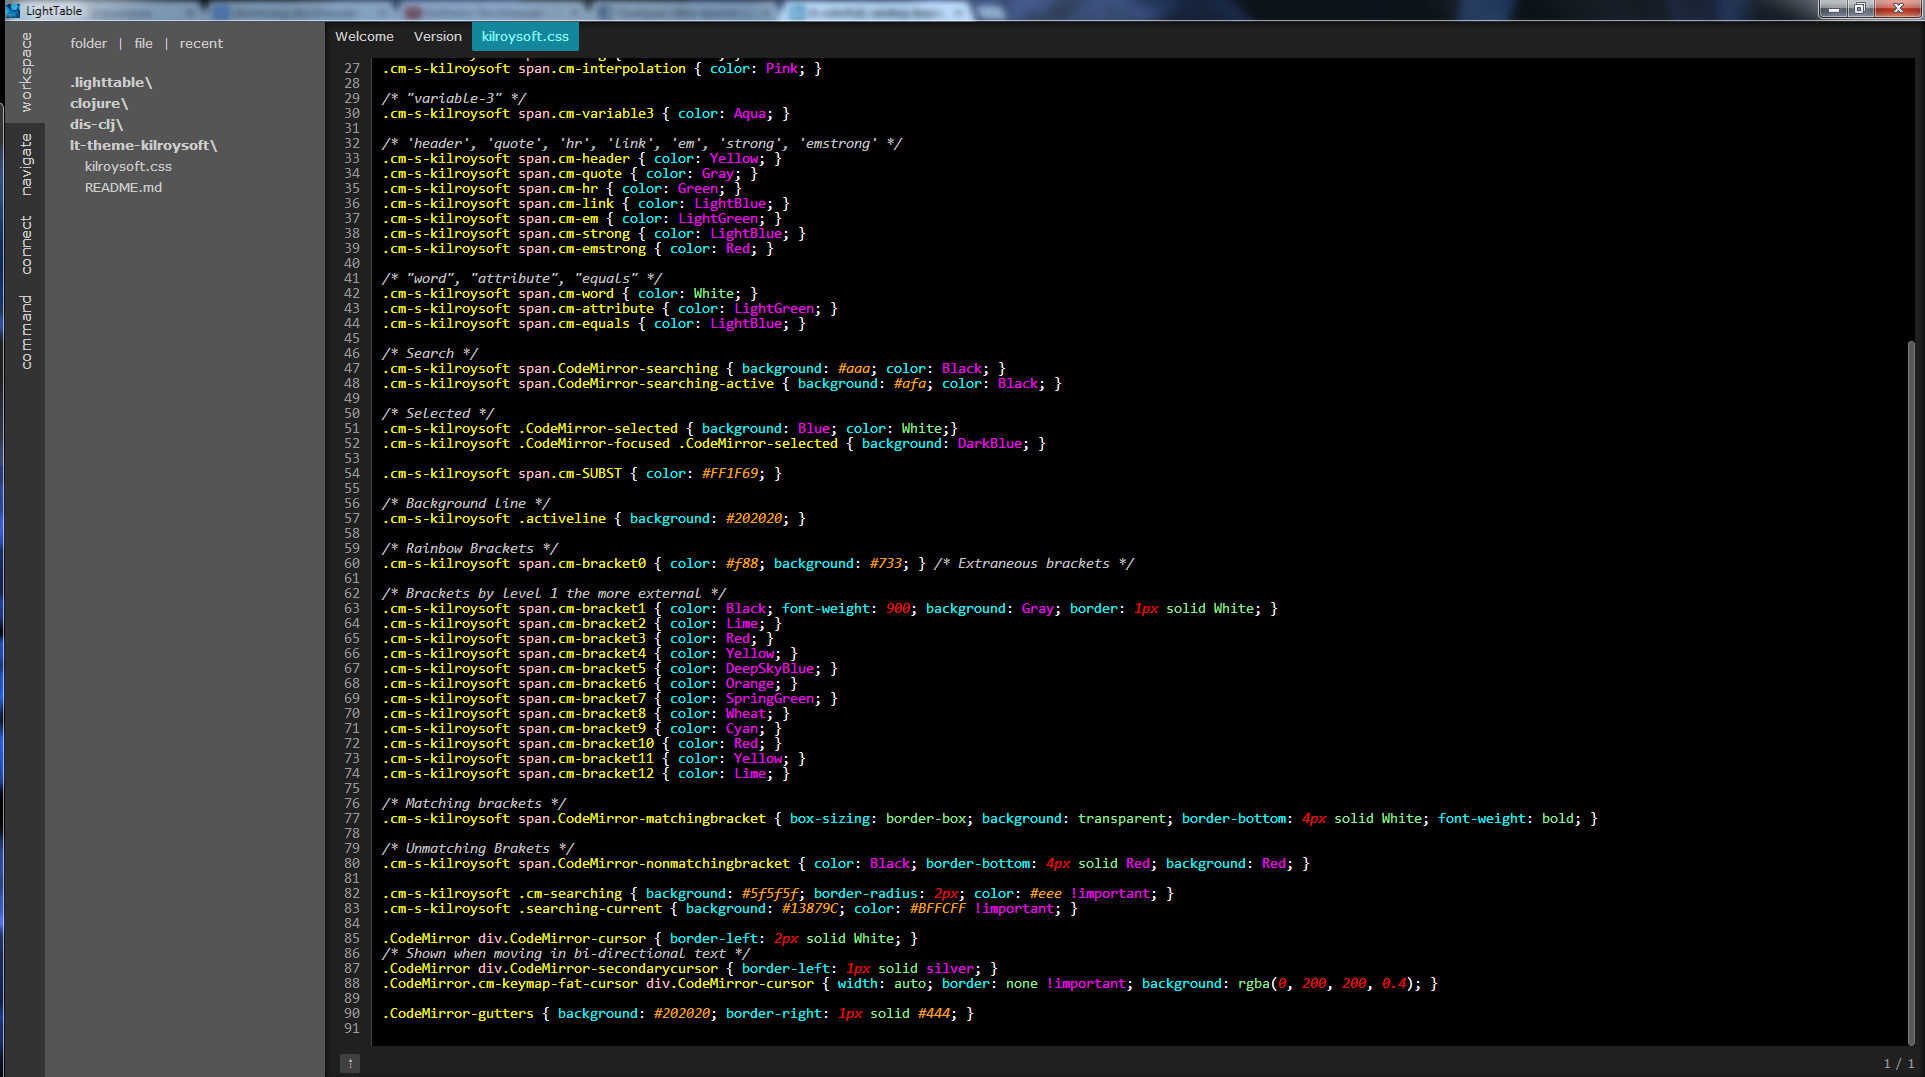 LightTable
workspace
navigate
connect
command
folder | file | recent
.lighttable\
clojure\
dis-clj\
lt-theme-kilroysoft\
kilroysoft.css
README.md
Welcome Version kilroysoft.css
27 .cm-s-kilroysoft span.cm-interpolation { color: Pink; }
28
29 /* "variable-3" */
30 .cm-s-kilroysoft span.cm-variable3 { color: Aqua; }
31
32 /* 'header', 'quote', 'hr', 'link', 'em', 'strong', 'emstrong' */
33 .cm-s-kilroysoft span.cm-header { color: Yellow; }
34 .cm-s-kilroysoft span.cm-quote { color: Gray; }
35 .cm-s-kilroysoft span.cm-hr { color: Green; }
36 .cm-s-kilroysoft span.cm-link { color: LightBlue; }
37 .cm-s-kilroysoft span.cm-em { color: LightGreen; }
38 .cm-s-kilroysoft span.cm-strong { color: LightBlue; }
39 .cm-s-kilroysoft span.cm-emstrong { color: Red; }
40
41 /* "word", "attribute", "equals" */
42 .cm-s-kilroysoft span.cm-word { color: White; }
43 .cm-s-kilroysoft span.cm-attribute { color: LightGreen; }
44 .cm-s-kilroysoft span.cm-equals { color: LightBlue; }
45
46 /* Search */
47 .cm-s-kilroysoft span.CodeMirror-searching { background: #aaa; color: Black; }
48 .cm-s-kilroysoft span.CodeMirror-searching-active { background: #afa; color: Black; }
49
50 /* Selected */
51 .cm-s-kilroysoft .CodeMirror-selected { background: Blue; color: White;}
52 .cm-s-kilroysoft .CodeMirror-focused .CodeMirror-selected { background: DarkBlue; }
53
54 .cm-s-kilroysoft span.cm-SUBST { color: #FF1F69; }
55
56 /* Background line */
57 .cm-s-kilroysoft .activeline { background: #202020; }
58
59 /* Rainbow Brackets */
60 .cm-s-kilroysoft span.cm-bracket0 { color: #f88; background: #733; } /* Extraneous brackets */
61
62 /* Brackets by level 1 the more external */
63 .cm-s-kilroysoft span.cm-bracket1 { color: Black; font-weight: 900; background: Gray; border: 1px solid White; }
64 .cm-s-kilroysoft span.cm-bracket2 { color: Lime; }
65 .cm-s-kilroysoft span.cm-bracket3 { color: Red; }
66 .cm-s-kilroysoft span.cm-bracket4 { color: Yellow; }
67 .cm-s-kilroysoft span.cm-bracket5 { color: DeepSkyBlue; }
68 .cm-s-kilroysoft span.cm-bracket6 { color: Orange; }
69 .cm-s-kilroysoft span.cm-bracket7 { color: SpringGreen; }
70 .cm-s-kilroysoft span.cm-bracket8 { color: Wheat; }
71 .cm-s-kilroysoft span.cm-bracket9 { color: Cyan; }
72 .cm-s-kilroysoft span.cm-bracket10 { color: Red; }
73 .cm-s-kilroysoft span.cm-bracket11 { color: Yellow; }
74 .cm-s-kilroysoft span.cm-bracket12 { color: Lime; }
75
76 /* Matching brackets */
77 .cm-s-kilroysoft span.CodeMirror-matchingbracket { box-sizing: border-box; background: transparent; border-bottom: 4px solid White; font-weight: bold; }
78
79 /* Unmatching Brakets */
80 .cm-s-kilroysoft span.CodeMirror-nonmatchingbracket { color: Black; border-bottom: 4px solid Red; background: Red; }
81
82 .cm-s-kilroysoft .cm-searching { background: #5f5f5f; border-radius: 2px; color: #eee !important; }
83 .cm-s-kilroysoft .searching-current { background: #13879C; color: #BFFCFF !important; }
84
85 .CodeMirror div.CodeMirror-cursor { border-left: 2px solid White; }
86 /* Shown when moving in bi-directional text */
87 .CodeMirror div.CodeMirror-secondarycursor { border-left: 1px solid silver; }
88 .CodeMirror.cm-keymap-fat-cursor div.CodeMirror-cursor { width: auto; border: none !important; background: rgba(0, 200, 200, 0.4); }
89
90 .CodeMirror-gutters { background: #202020; border-right: 1px solid #444; }
91
1 / 1